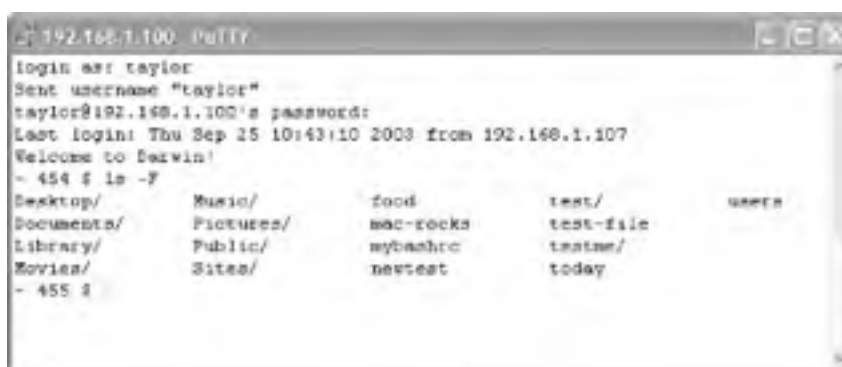 192.168.1.100 PuTTY
login as: taylor
Sent username "taylor"
taylor@192.168.1.100's password:
Last login: Thu Sep 25 10:43:10 2003 from 192.168.1.107
Welcome to Darwin!
~ 454 $ ls -F
Desktop/ Music/ food test/ users
Documents/ Pictures/ mac-rocks test-file
Library/ Public/ mybashrc testme/
Movies/ Sites/ newtest today
~ 455 $